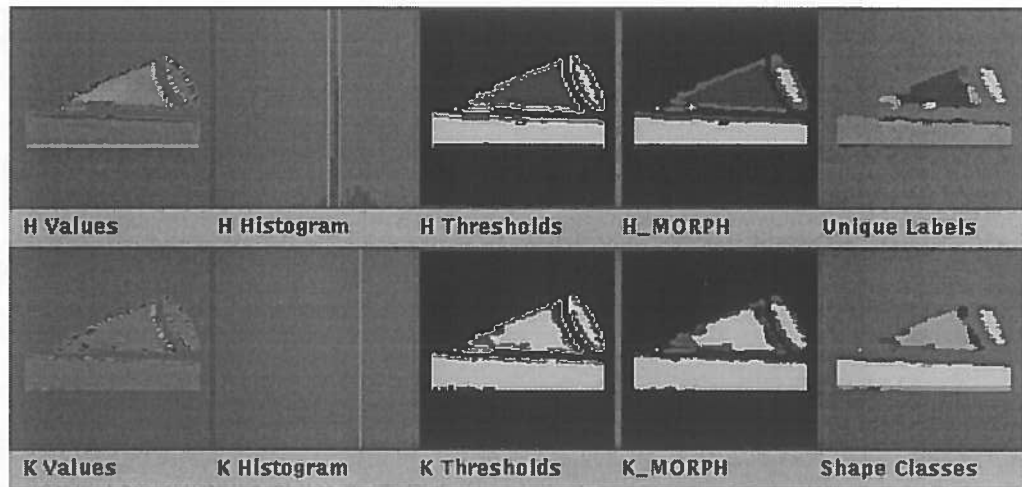 H Values H Histogram H Thresholds H_MORPH Unique Labels
K Values K Histogram K Thresholds K_MORPH Shape Classes